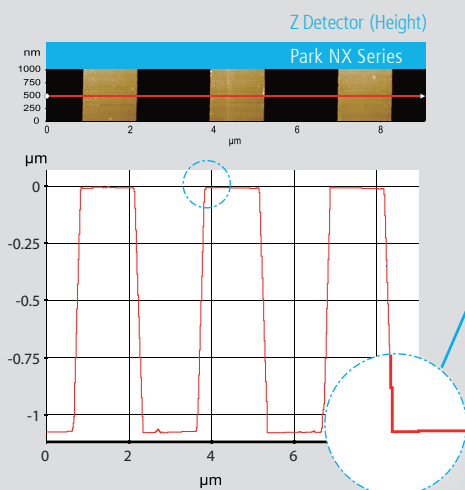 Z Detector (Height)
Park NX Series
nm
1000
750
500
250
0
0 2 4 6 8
µm
µm
0
-0.25
-0.5
-0.75
-1
0 2 4 6
µm